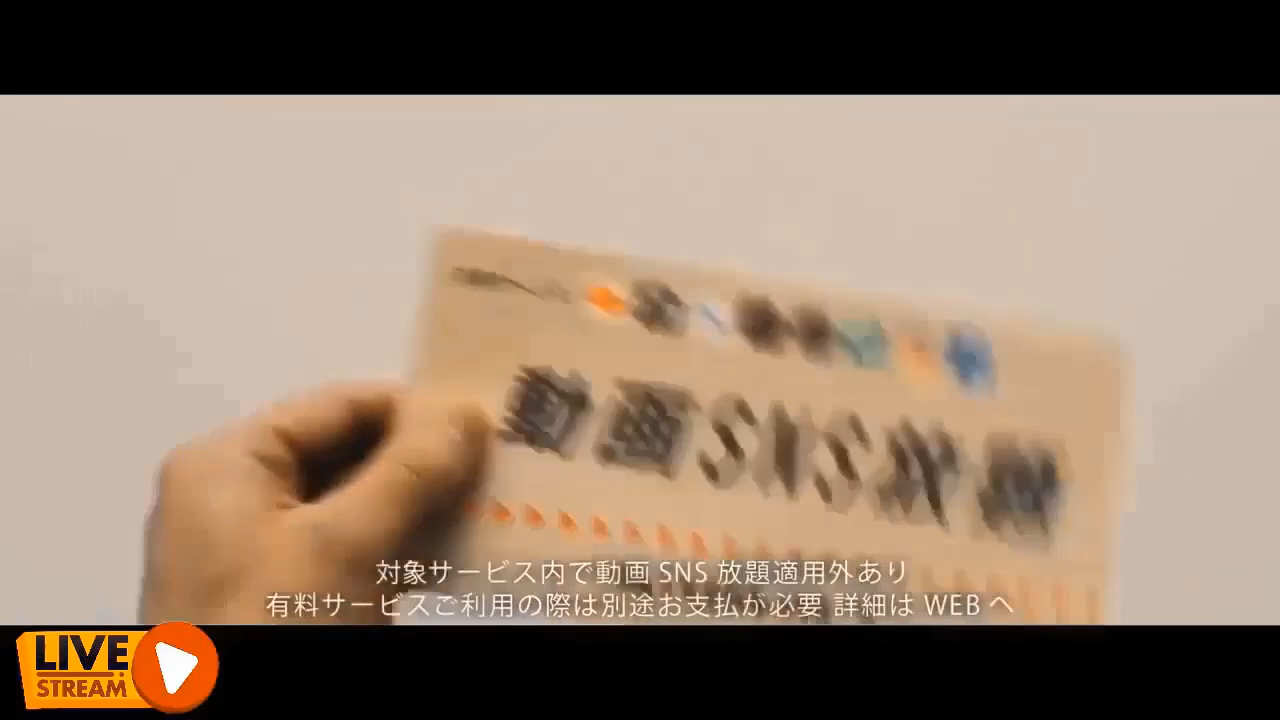 動画SNS放題
対象サービス内で動画 SNS 放題適用外あり
有料サービスご利用の際は別途お支払が必要 詳細は WEB へ
LIVE
STREAM